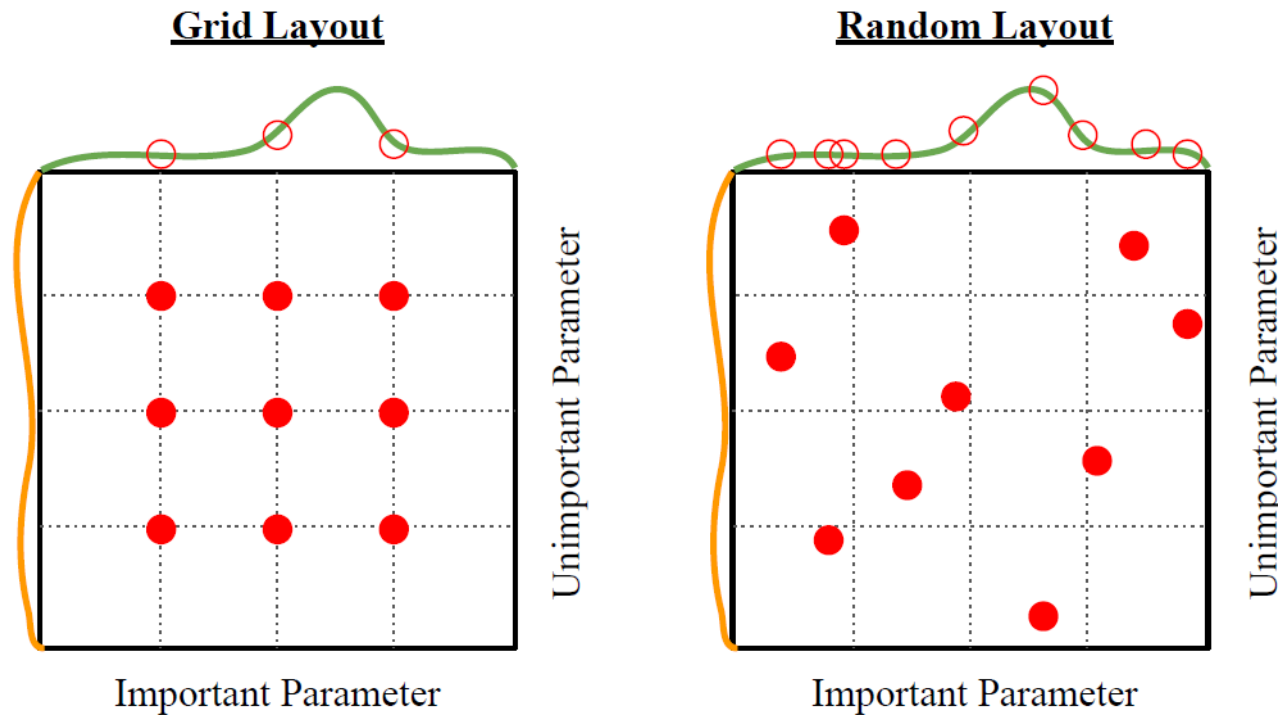 Grid Layout
Random Layout
Unimportant Parameter
Unimportant Parameter
Important Parameter
Important Parameter